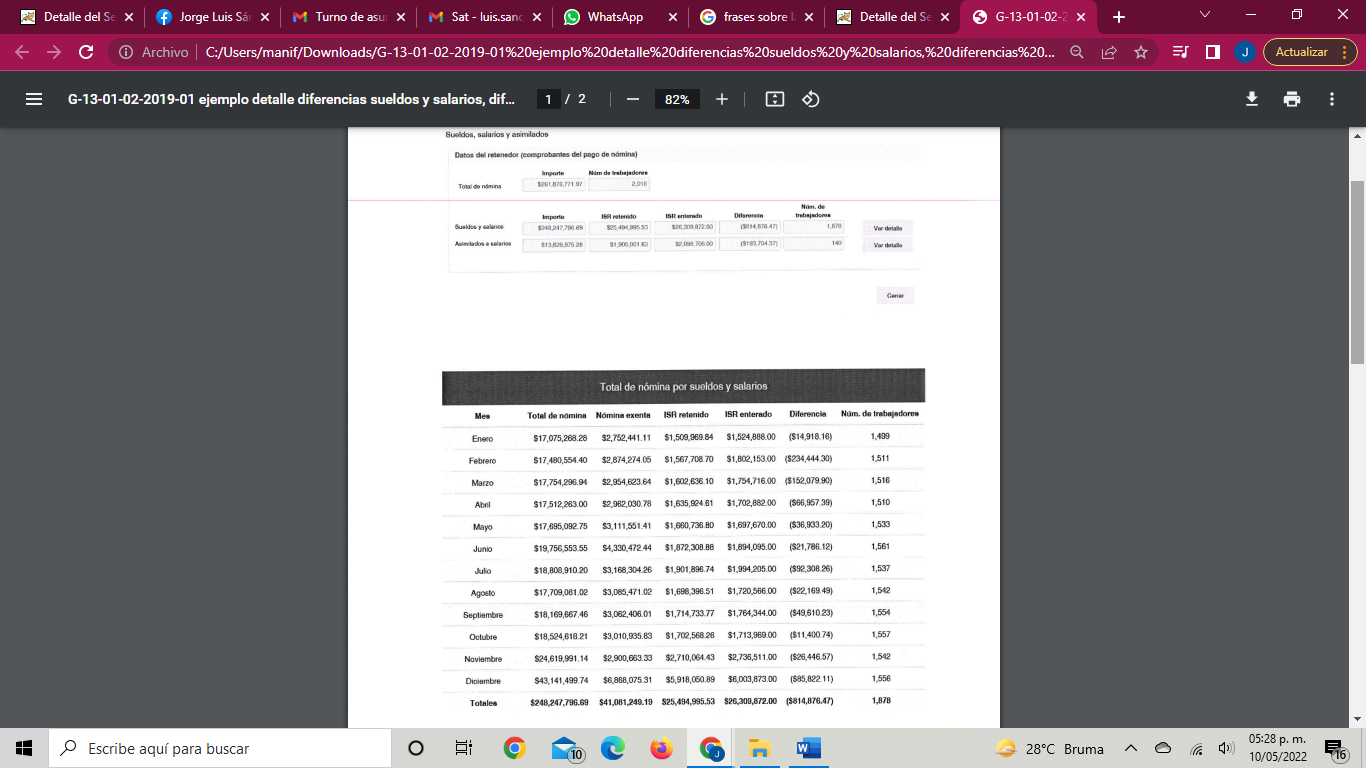 Detalle del Se
Jorge Luis Sá
Turno de asu
Sat - luis.sanc
WhatsApp
frases sobre l
Detalle del Se
G-13-01-02-2
Archivo C:/Users/manif/Downloads/G-13-01-02-2019-01%20ejemplo%20detalle%20diferencias%20sueldos%20y%20salarios,%20diferencias%20... J Actualizar
G-13-01-02-2019-01 ejemplo detalle diferencias sueldos y salarios, dif... 1 / 2 82%
Sueldos, salarios y asimilados
Datos del retenedor (comprobantes del pago de nómina)
Importe Núm de trabajadores
Total de nómina $261,876,771.97 2,018
Núm. de
Importe ISR retenido ISR enterado Diferencia trabajadores
Sueldos y salarios $248,247,796.69 $25,494,995.53 $26,309,872.00 ($814,876.47) 1,878 Ver detalle
Asimilados a salarios $13,628,975.28 $1,905,001.63 $2,098,706.00 ($193,704.37) 140 Ver detalle
Cerrar
Total de nómina por sueldos y salarios
Mes Total de nómina Nómina exenta ISR retenido ISR enterado Diferencia Núm. de trabajadores
Enero $17,075,268.28 $2,752,441.11 $1,509,969.84 $1,524,888.00 ($14,918.16) 1,499
Febrero $17,480,554.40 $2,874,274.05 $1,567,708.70 $1,802,153.00 ($234,444.30) 1,511
Marzo $17,754,296.94 $2,954,623.64 $1,602,636.10 $1,754,716.00 ($152,079.90) 1,516
Abril $17,512,263.00 $2,962,030.78 $1,635,924.61 $1,702,882.00 ($66,957.39) 1,510
Mayo $17,695,092.75 $3,111,551.41 $1,660,736.80 $1,697,670.00 ($36,933.20) 1,533
Junio $19,756,553.55 $4,330,472.44 $1,872,308.88 $1,894,095.00 ($21,786.12) 1,561
Julio $18,808,910.20 $3,168,304.26 $1,901,896.74 $1,994,205.00 ($92,308.26) 1,537
Agosto $17,709,081.02 $3,085,471.02 $1,698,396.51 $1,720,566.00 ($22,169.49) 1,542
Septiembre $18,169,667.46 $3,062,406.01 $1,714,733.77 $1,764,344.00 ($49,610.23) 1,554
Octubre $18,524,618.21 $3,010,935.83 $1,702,568.26 $1,713,969.00 ($11,400.74) 1,557
Noviembre $24,619,991.14 $2,900,663.33 $2,710,064.43 $2,736,511.00 ($26,446.57) 1,542
Diciembre $43,141,499.74 $6,868,075.31 $5,918,050.89 $6,003,873.00 ($85,822.11) 1,556
Totales $248,247,796.69 $41,081,249.19 $25,494,995.53 $26,309,872.00 ($814,876.47) 1,878
Escribe aquí para buscar 10 J 28°C Bruma 05:28 p. m.
10/05/2022 16